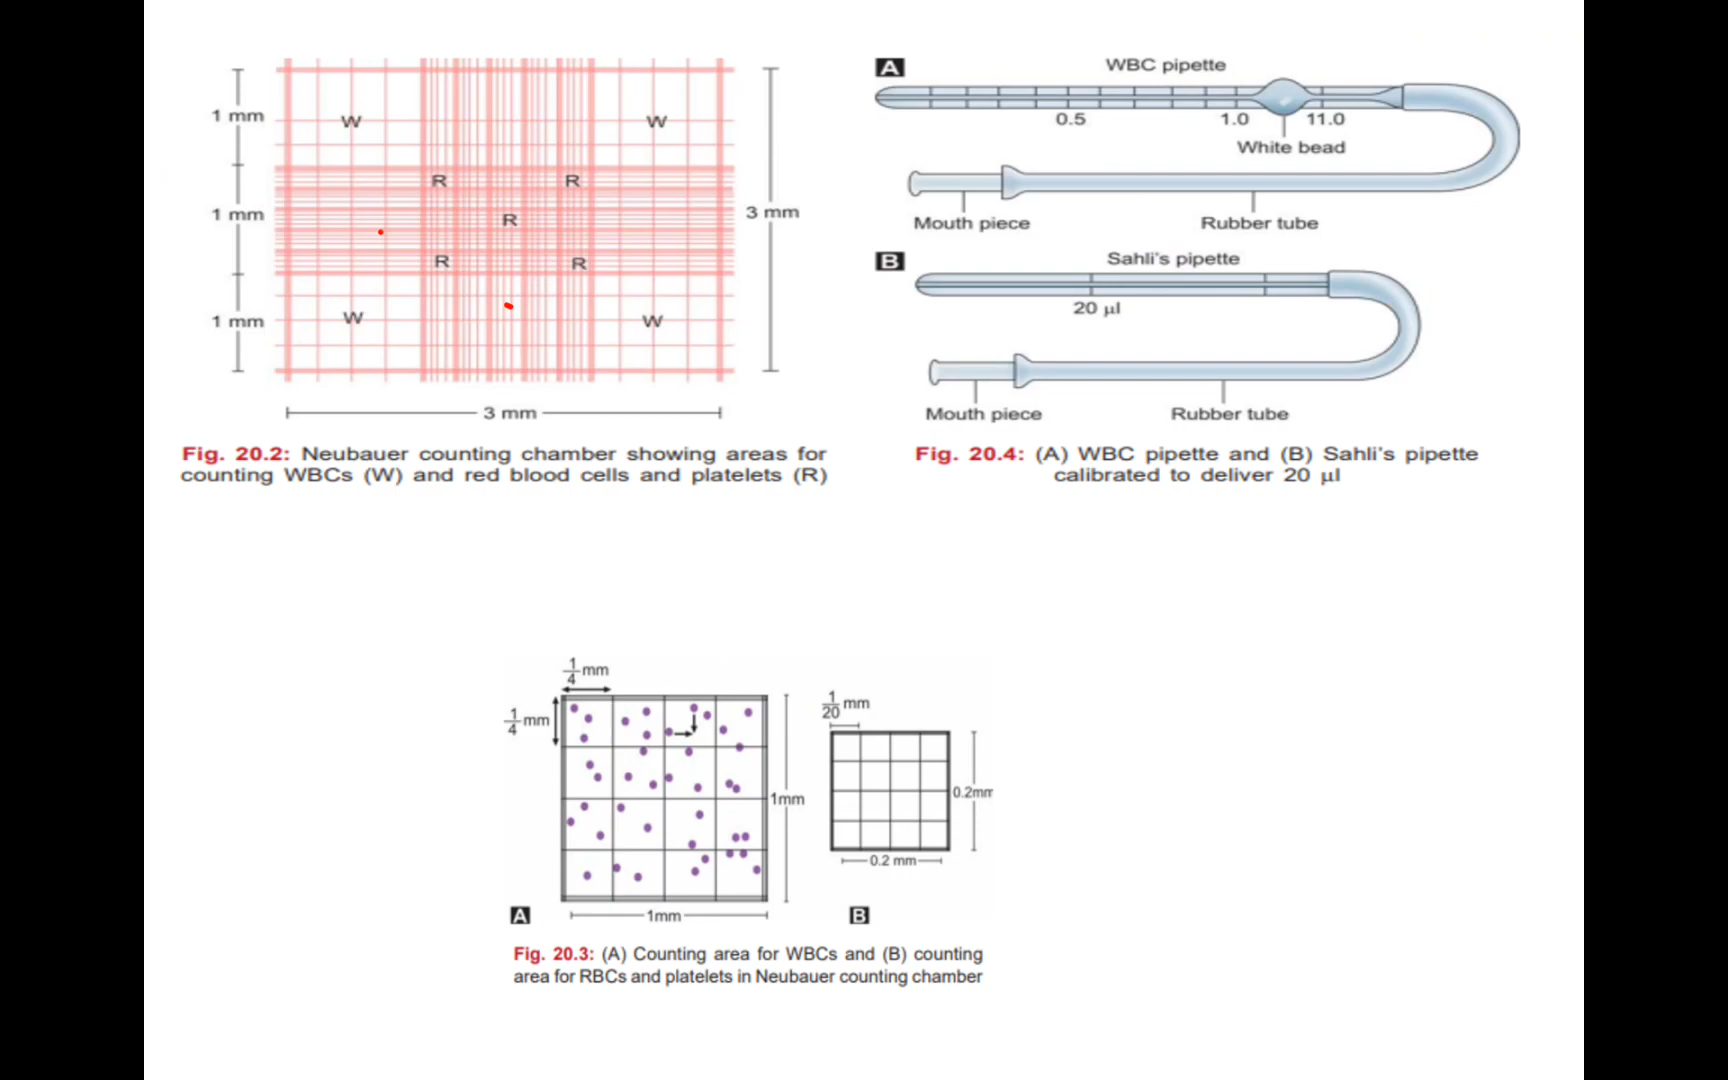 1 mm
1 mm
1 mm
W
W
R
R
R
R
R
W
W
3 mm
3 mm
Fig. 20.2: Neubauer counting chamber showing areas for
counting WBCs (W) and red blood cells and platelets (R)
A
WBC pipette
0.5
1.0
11.0
White bead
Mouth piece
Rubber tube
B
Sahli's pipette
20 µl
Mouth piece
Rubber tube
Fig. 20.4: (A) WBC pipette and (B) Sahli's pipette
calibrated to deliver 20 µl
1/4 mm
1/4 mm
1mm
1mm
A
1/20 mm
0.2mm
0.2 mm
B
Fig. 20.3: (A) Counting area for WBCs and (B) counting
area for RBCs and platelets in Neubauer counting chamber